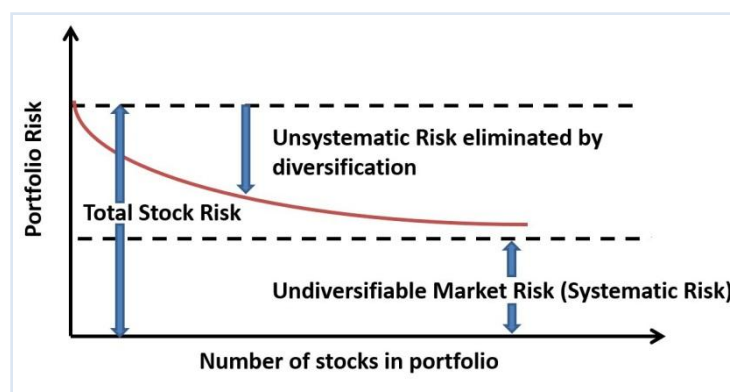 Portfolio Risk
Unsystematic Risk eliminated by
diversification
Total Stock Risk
Undiversifiable Market Risk (Systematic Risk)
Number of stocks in portfolio